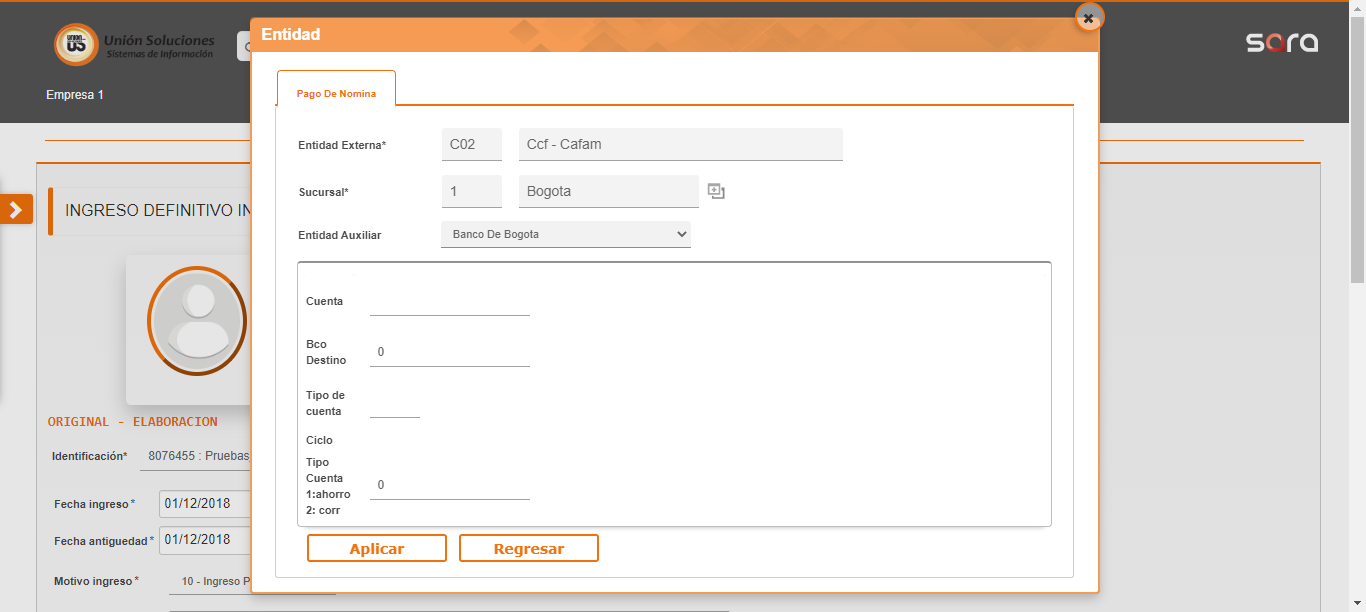 Entidad
UNION
US
Unión Soluciones
Sistemas de Información
sara
Empresa 1
Pago De Nomina
Entidad Externa*
C02
Ccf - Cafam
Sucursal*
1
Bogota
INGRESO DEFINITIVO IN
Entidad Auxiliar
Banco De Bogota
Cuenta
Bco
Destino
0
Tipo de
cuenta
Ciclo
Tipo
Cuenta
1:ahorro
2: corr
0
Aplicar
Regresar
ORIGINAL - ELABORACION
Identificación*
8076455 : Pruebas
Fecha ingreso*
01/12/2018
Fecha antiguedad*
01/12/2018
Motivo ingreso*
10 - Ingreso P